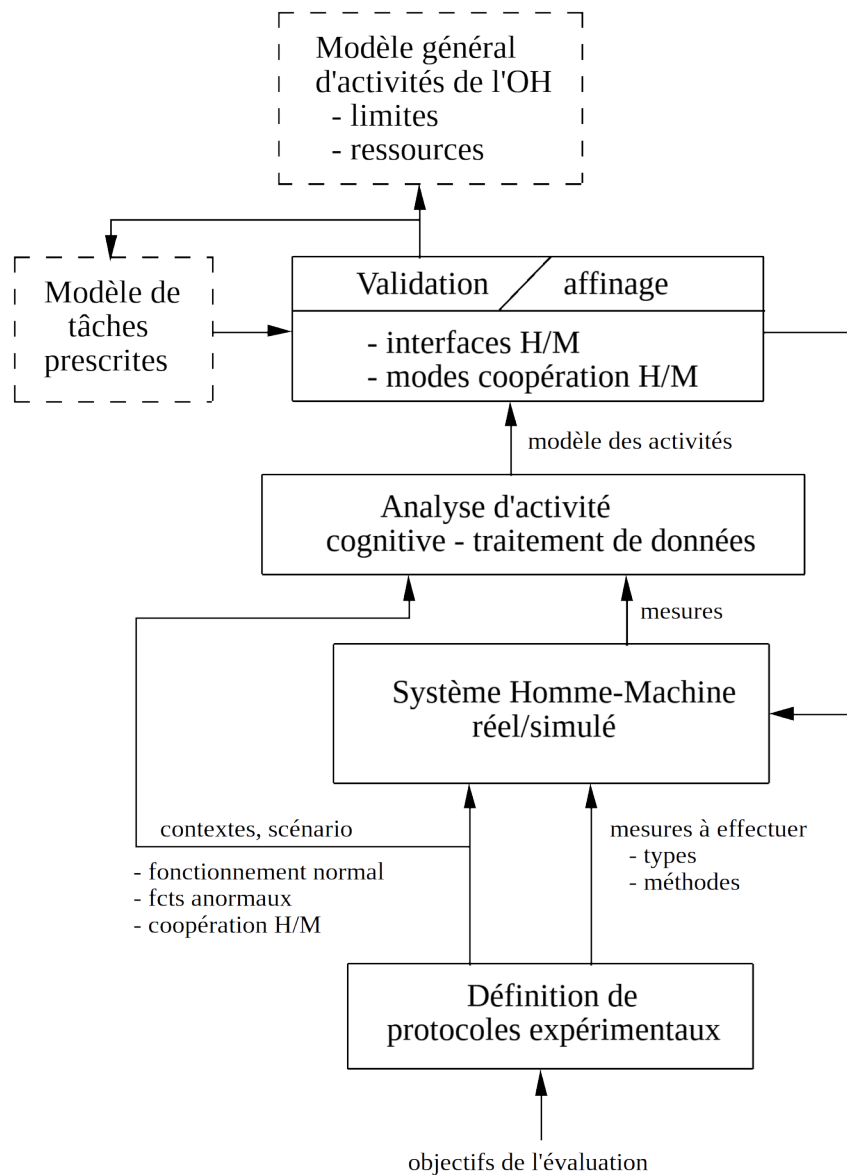 Modèle général
d'activités de l'OH
- limites
- ressources
Modèle de
tâches
prescrites
Validation / affinage
- interfaces H/M
- modes coopération H/M
modèle des activités
Analyse d'activité
cognitive - traitement de données
mesures
Système Homme-Machine
réel/simulé
contextes, scénario
- fonctionnement normal
- fcts anormaux
- coopération H/M
mesures à effectuer
- types
- méthodes
Définition de
protocoles expérimentaux
objectifs de l'évaluation